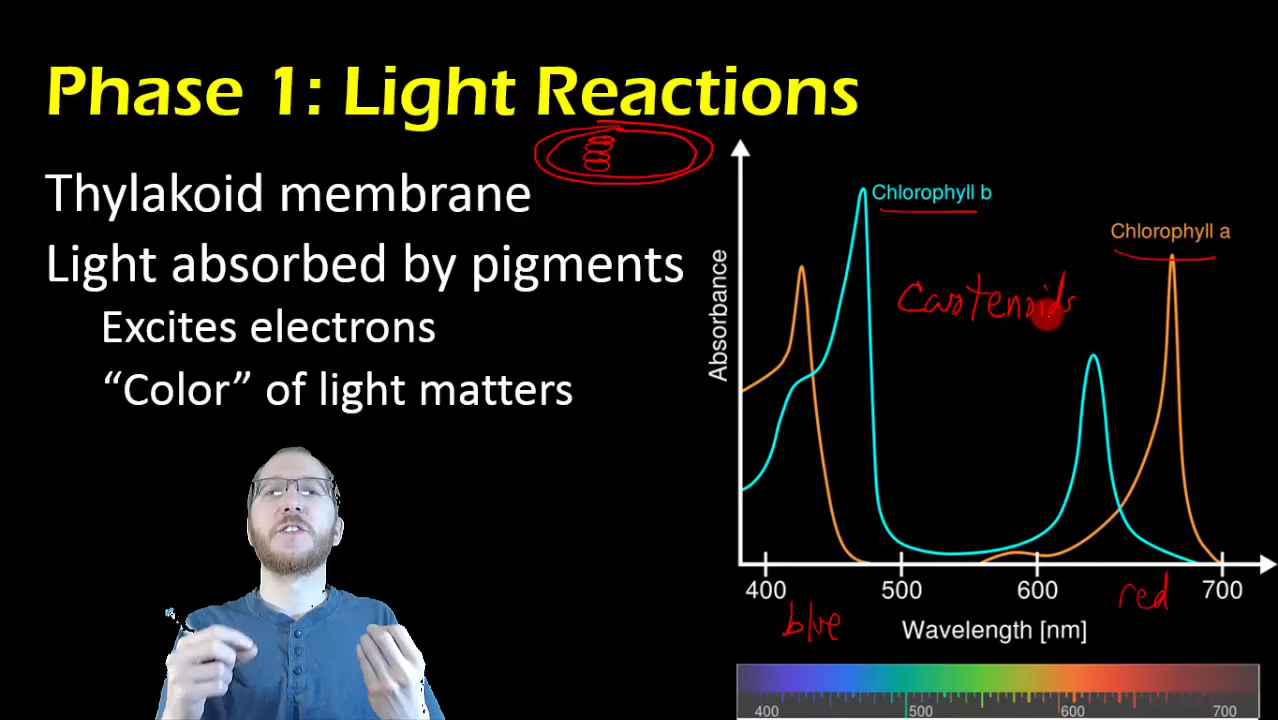 Phase 1: Light Reactions
Thylakoid membrane
Light absorbed by pigments
Excites electrons
“Color” of light matters
Chlorophyll b
Chlorophyll a
Carotenoids
Absorbance
400 500 600 700
blue
red
Wavelength [nm]
400 500 600 700